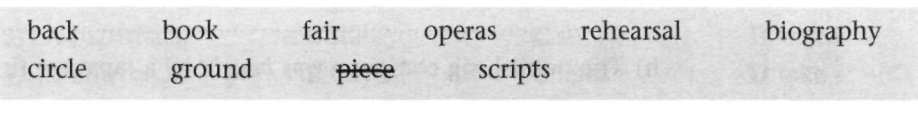 back book fair operas rehearsal biography
circle ground piece scripts